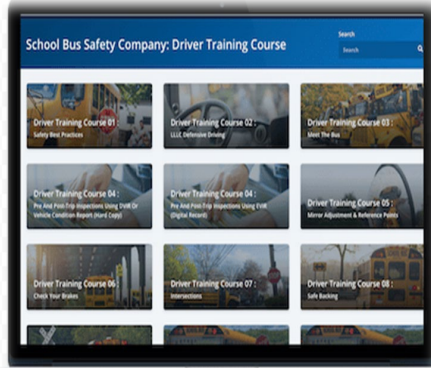 Search
School Bus Safety Company: Driver Training Course
Search
Driver Training Course 01 :
Safety Best Practices
Driver Training Course 02 :
LLLC Defensive Driving
Driver Training Course 03 :
Meet The Bus
Driver Training Course 04 :
Pre And Post-Trip Inspections Using DVIR Or
Vehicle Condition Report (Hard Copy)
Driver Training Course 04 :
Pre And Post-Trip Inspections Using EVIR
(Digital Record)
Driver Training Course 05 :
Mirror Adjustment & Reference Points
Driver Training Course 06 :
Check Your Brakes
Driver Training Course 07 :
Intersections
Driver Training Course 08 :
Safe Backing